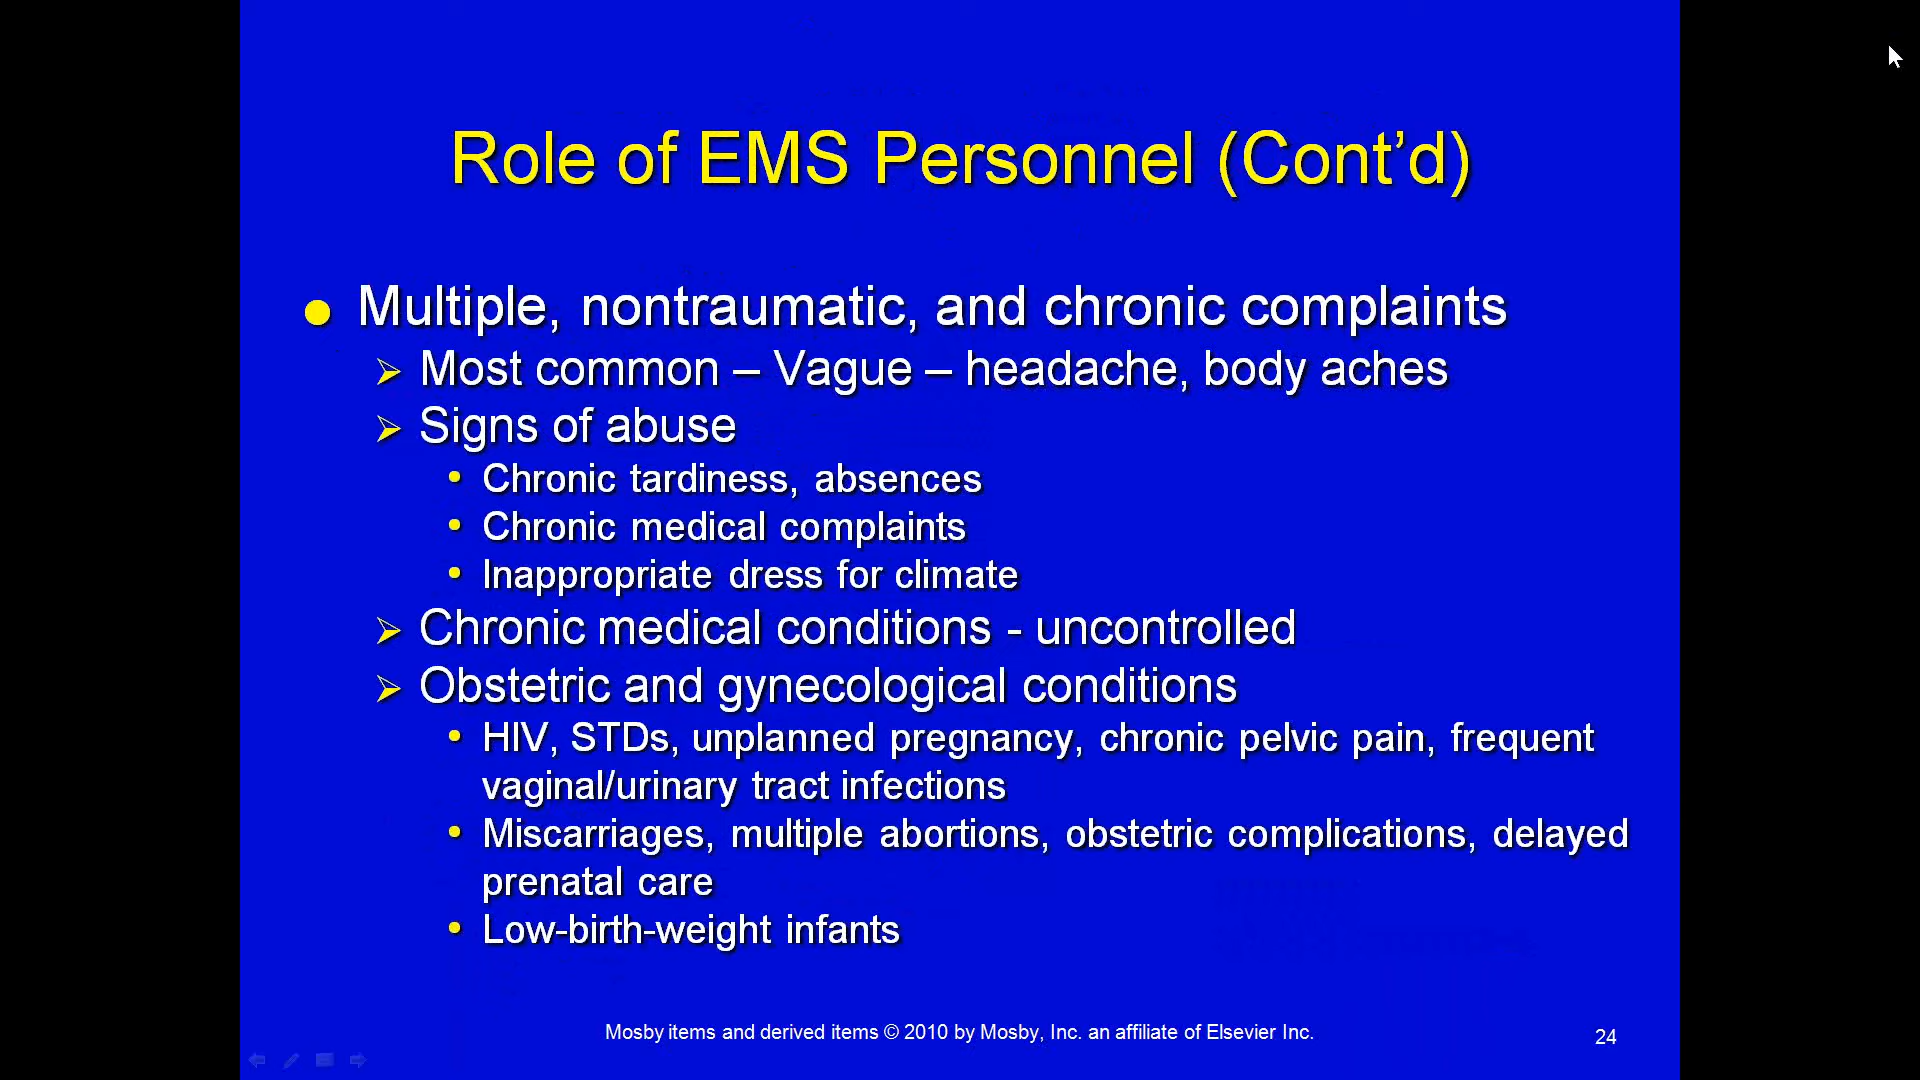 Role of EMS Personnel (Cont’d)
Multiple, nontraumatic, and chronic complaints
Most common – Vague – headache, body aches
Signs of abuse
Chronic tardiness, absences
Chronic medical complaints
Inappropriate dress for climate
Chronic medical conditions - uncontrolled
Obstetric and gynecological conditions
HIV, STDs, unplanned pregnancy, chronic pelvic pain, frequent
vaginal/urinary tract infections
Miscarriages, multiple abortions, obstetric complications, delayed
prenatal care
Low-birth-weight infants
Mosby items and derived items © 2010 by Mosby, Inc. an affiliate of Elsevier Inc.
24